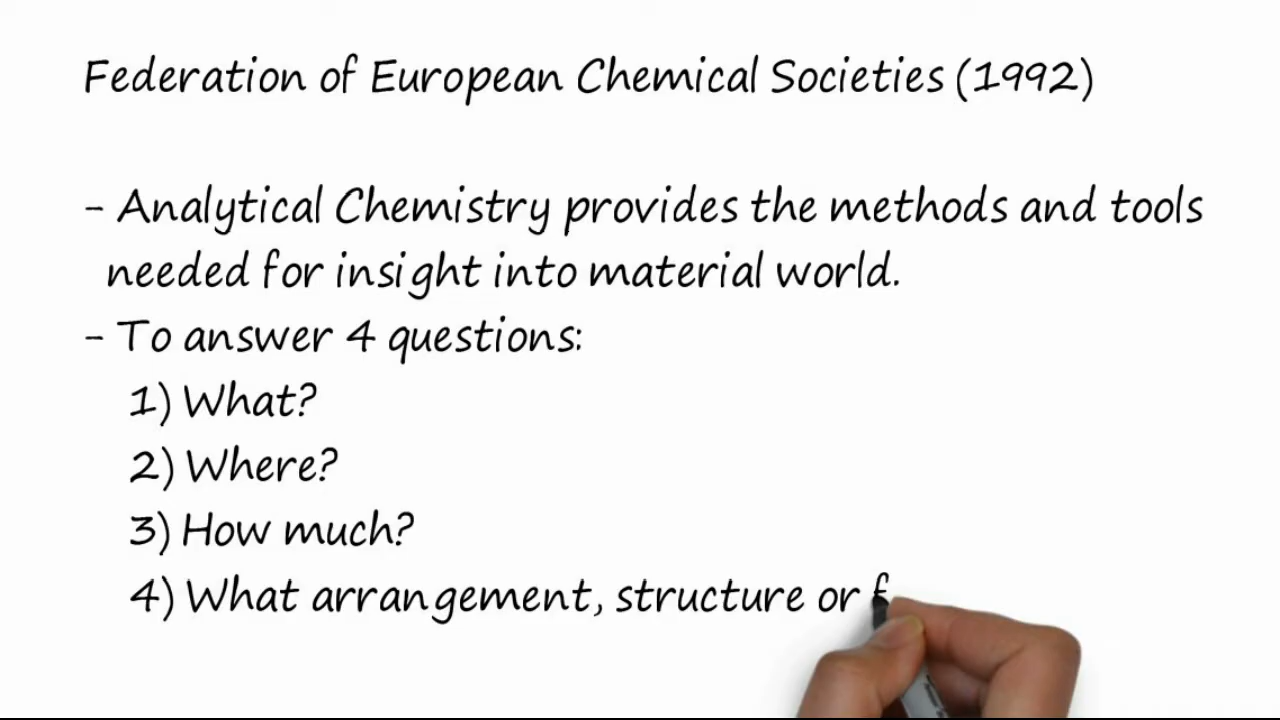 Federation of European Chemical Societies (1992)
- Analytical Chemistry provides the methods and tools
needed for insight into material world.
- To answer 4 questions:
1) What?
2) Where?
3) How much?
4) What arrangement, structure or f